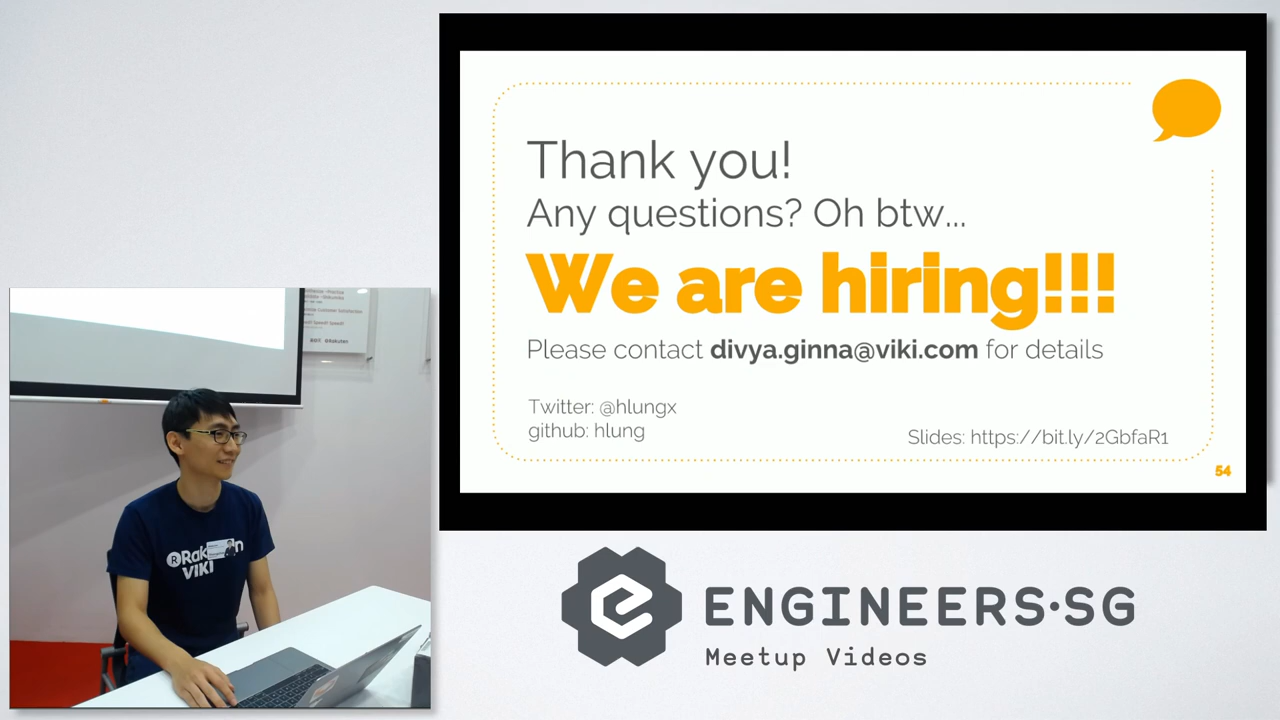 Thank you!
Any questions? Oh btw...
We are hiring!!!
Please contact divya.ginna@viki.com for details
Twitter: @hlungx
github: hlung
Slides: https://bit.ly/2GbfaR1
54
@Rakuten
VIKI
ENGINEERS·SG
Meetup Videos